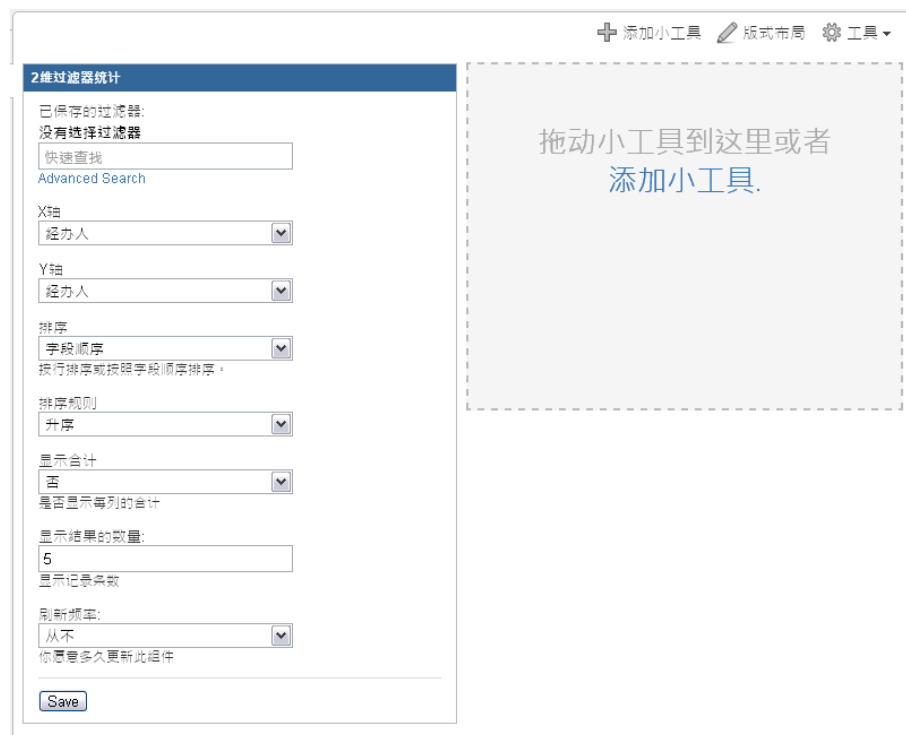 添加小工具 版式布局 工具
2维过滤器统计
已保存的过滤器:
没有选择过滤器
快速查找
Advanced Search
X轴
经办人
Y轴
经办人
排序
字段顺序
按行排序或按照字段顺序排序。
排序规则
升序
显示合计
否
是否显示每列的合计
显示结果的数量:
5
显示记录条数
刷新频率:
从不
你愿意多久更新此组件
Save
拖动小工具到这里或者
添加小工具.